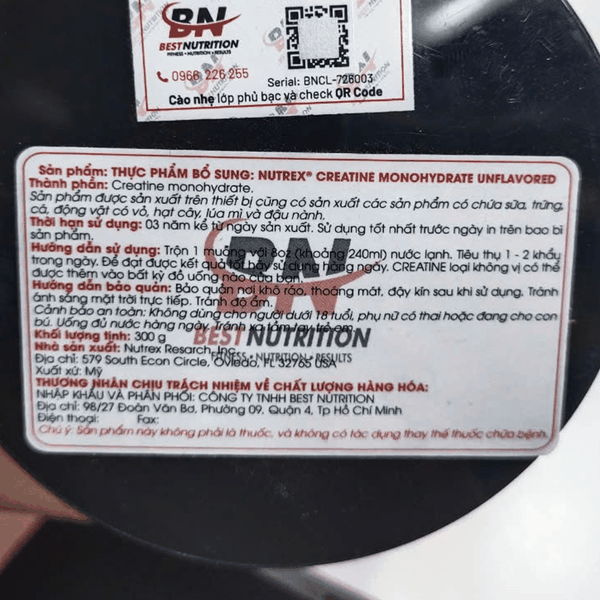 BN
BESTNUTRITION
FITNESS • NUTRITION • RESULTS
0966 226 255
Serial: BNCL-726003
Cào nhẹ lớp phủ bạc và check QR Code
Sản phẩm: THỰC PHẨM BỔ SUNG: NUTREX® CREATINE MONOHYDRATE UNFLAVORED
Thành phần: Creatine monohydrate.
Sản phẩm được sản xuất trên thiết bị cũng có sản xuất các sản phẩm có chứa sữa, trứng,
cá, động vật có vỏ, hạt cây, lúa mì và đậu nành.
Thời hạn sử dụng: 03 năm kể từ ngày sản xuất. Sử dụng tốt nhất trước ngày in trên bao bì
sản phẩm.
Hướng dẫn sử dụng: Trộn 1 muỗng với 8oz (khoảng 240ml) nước lạnh. Tiêu thụ 1 - 2 khẩu
trong ngày. Để đạt được kết quả tốt hãy sử dụng hàng ngày. CREATINE loại không vị có thể
được thêm vào bất kỳ đồ uống nào của bạn.
Hướng dẫn bảo quản: Bảo quản nơi khô ráo, thoáng mát, đậy kín sau khi sử dụng. Tránh
ánh sáng mặt trời trực tiếp. Tránh độ ẩm.
Cảnh báo an toàn: Không dùng cho người dưới 18 tuổi, phụ nữ có thai hoặc đang cho con
bú. Uống đủ nước hàng ngày. Tránh xa tầm tay trẻ em.
Khối lượng tịnh: 300 g
BN
BEST NUTRITION
FITNESS • NUTRITION • RESULTS
Nhà sản xuất: Nutrex Resarch, Inc.
Địa chỉ: 579 South Econ Circle, Oviedo, FL 32765 USA
Xuất xứ: Mỹ
THƯƠNG NHÂN CHỊU TRÁCH NHIỆM VỀ CHẤT LƯỢNG HÀNG HÓA:
NHẬP KHẨU VÀ PHÂN PHỐI: CÔNG TY TNHH BEST NUTRITION
Địa chỉ: 98/27 Đoàn Văn Bơ, Phường 09, Quận 4, Tp Hồ Chí Minh
Điện thoại: Fax:
Chú ý: Sản phẩm này không phải là thuốc, và không có tác dụng thay thế thuốc chữa bệnh.